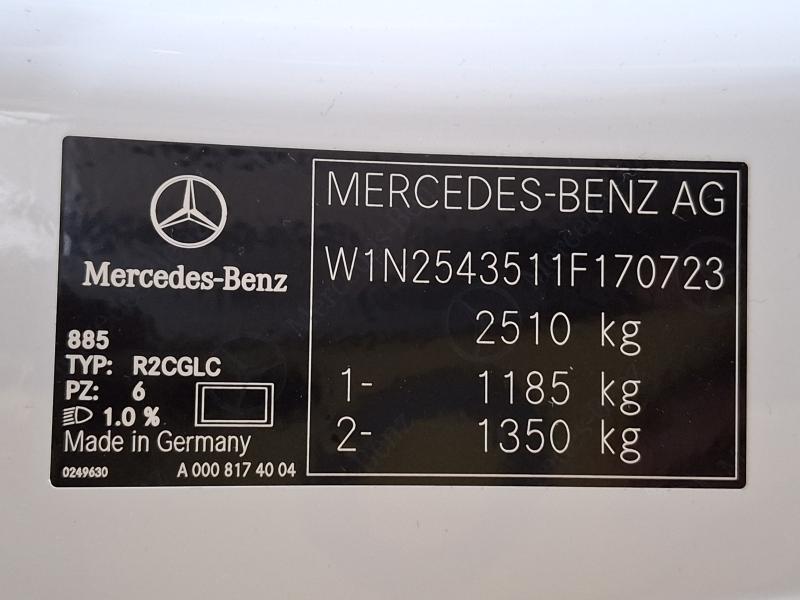 Mercedes-Benz
885
TYP: R2CGLC
PZ: 6
1.0 %
Made in Germany
0249630 A 000 817 40 04
MERCEDES-BENZ AG
W1N2543511F170723
2510 kg
1- 1185 kg
2- 1350 kg